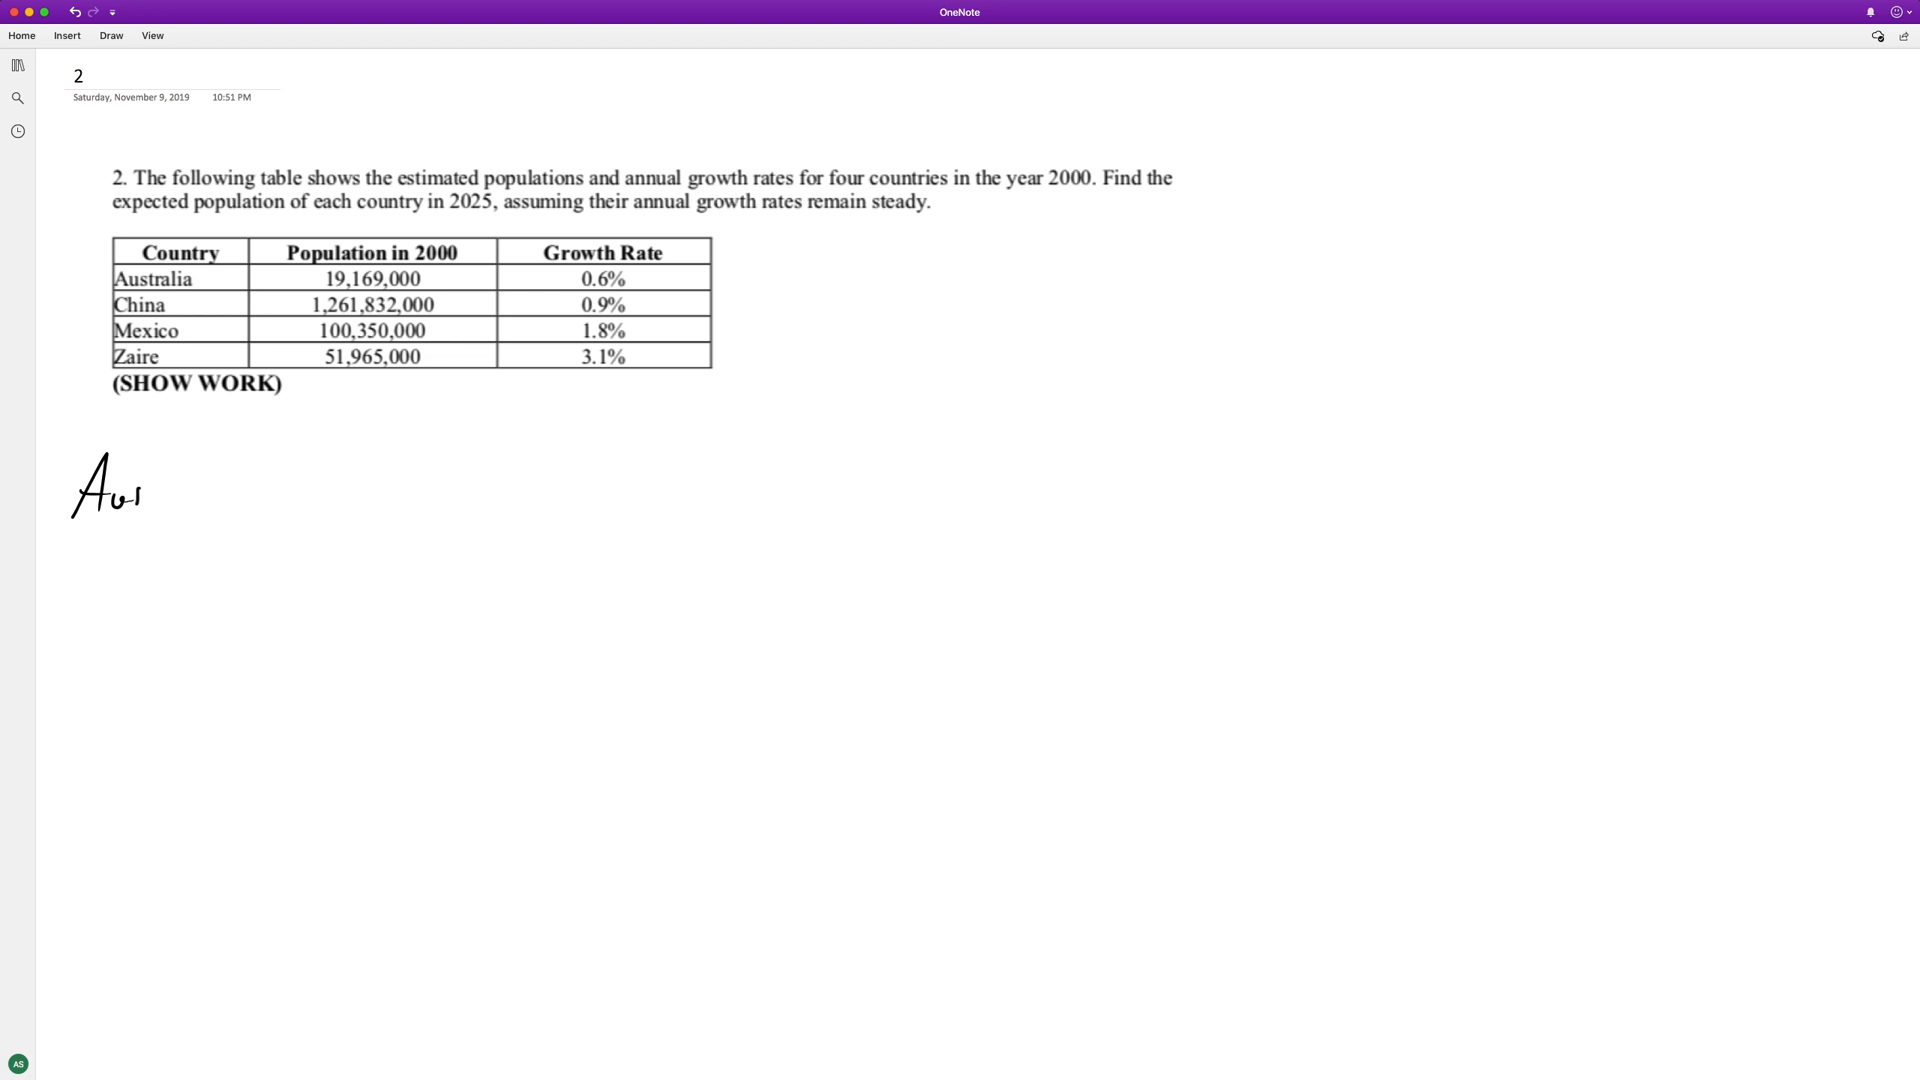 OneNote
Home Insert Draw View
2
Saturday, November 9, 2019 10:51 PM
2. The following table shows the estimated populations and annual growth rates for four countries in the year 2000. Find the
expected population of each country in 2025, assuming their annual growth rates remain steady.
Country Population in 2000 Growth Rate
Australia 19,169,000 0.6%
China 1,261,832,000 0.9%
Mexico 100,350,000 1.8%
Zaire 51,965,000 3.1%
(SHOW WORK)
AS